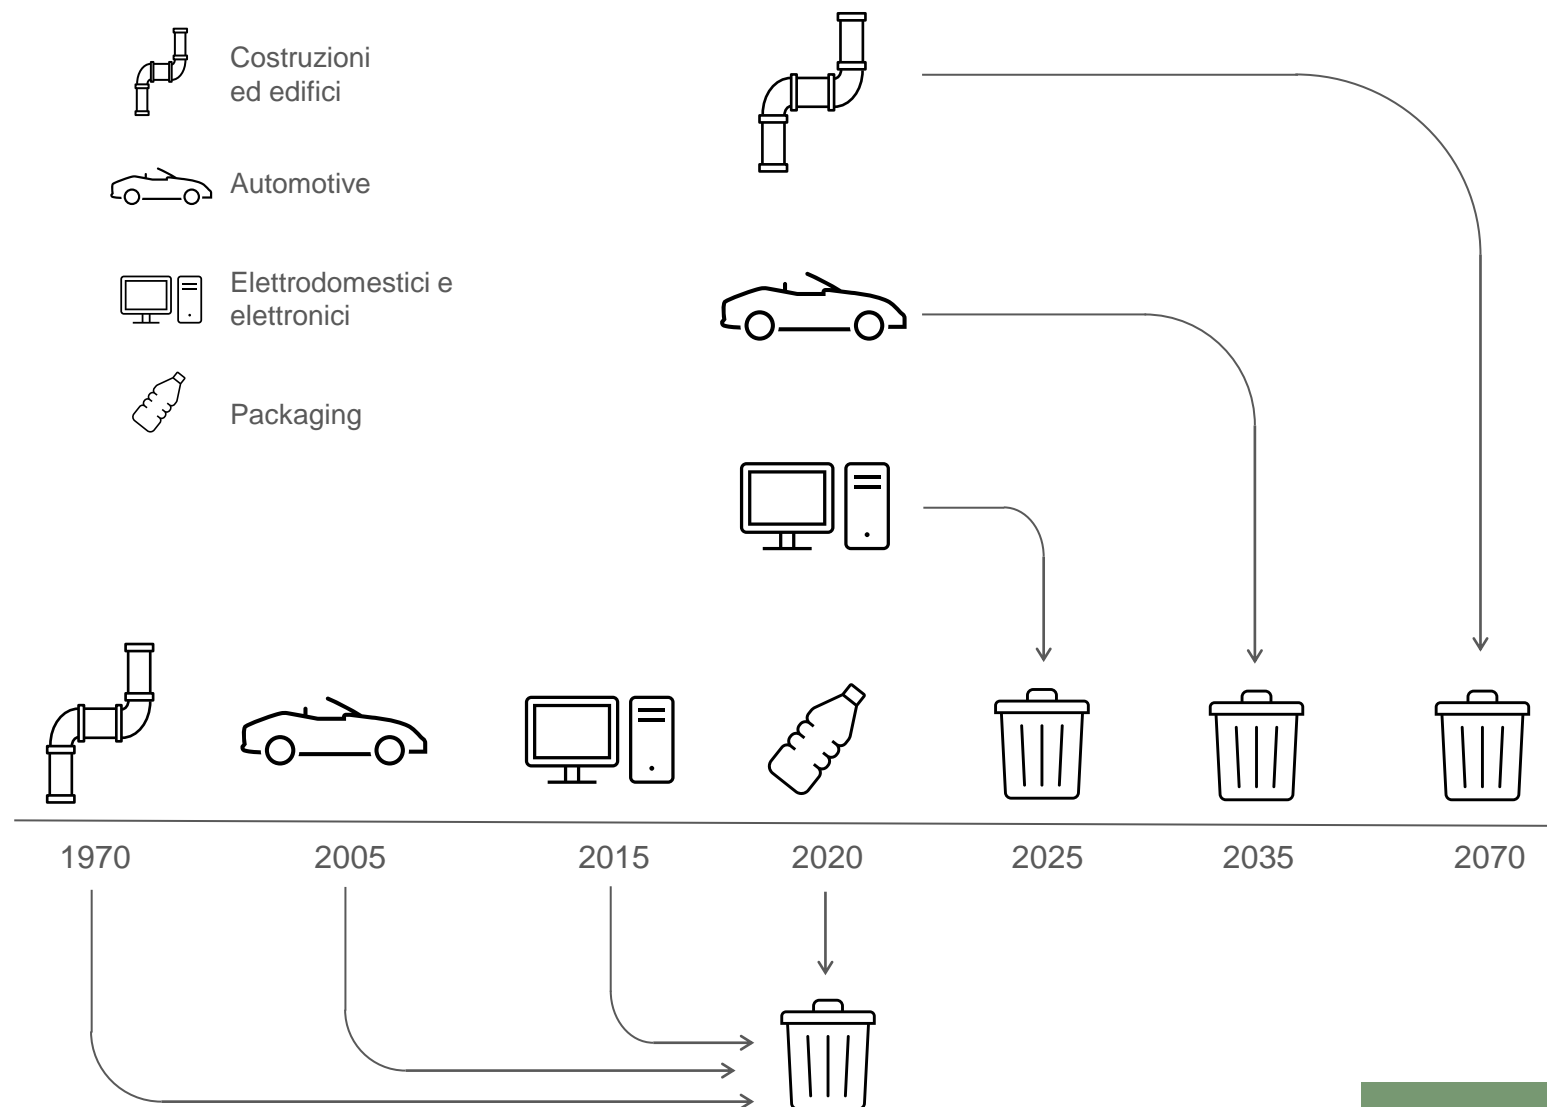 Costruzioni
ed edifici
Automotive
Elettrodomestici e
elettronici
Packaging
1970 2005 2015 2020 2025 2035 2070